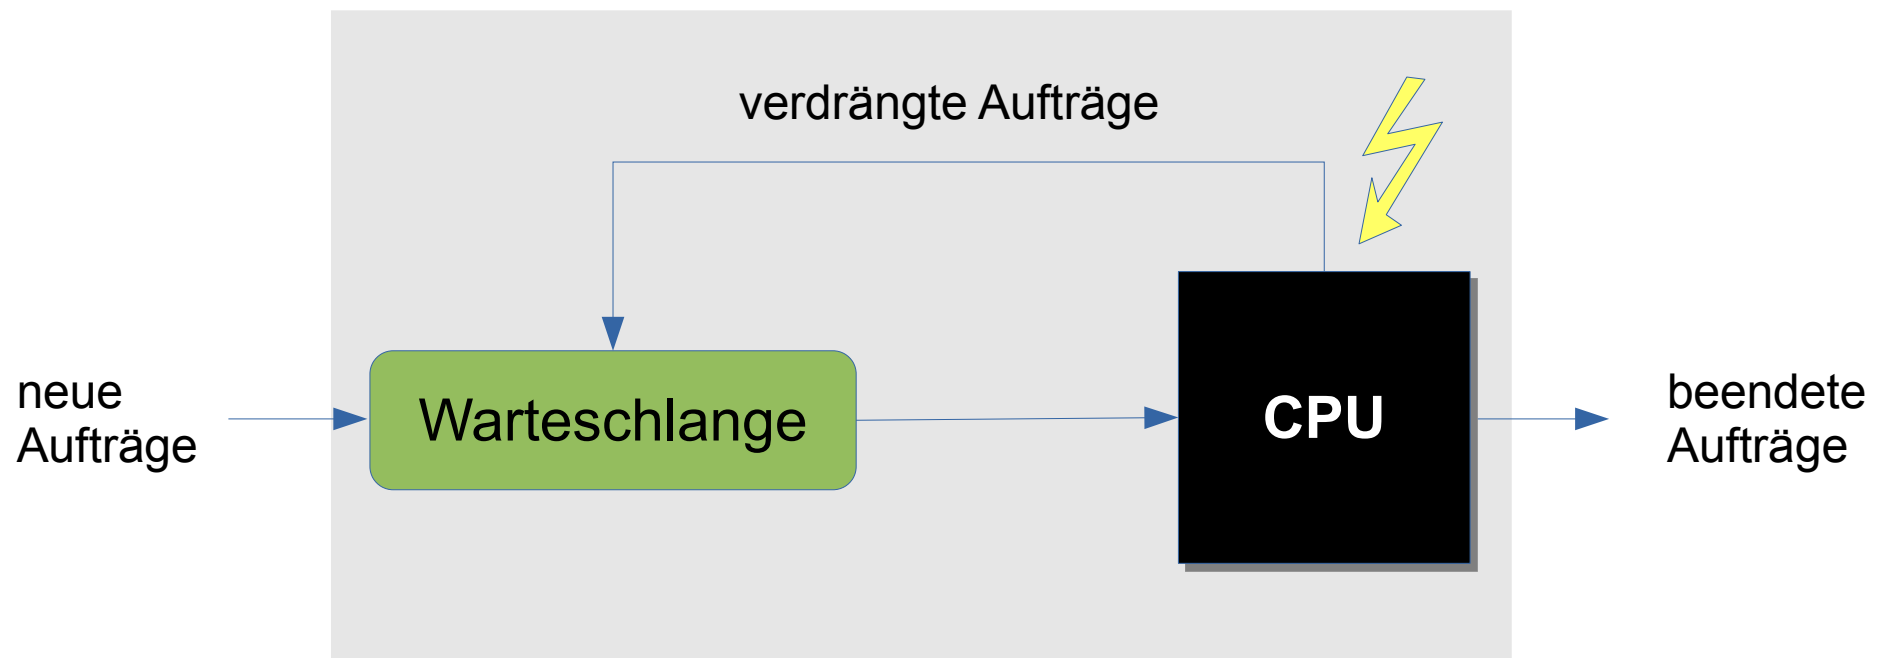 verdrängte Aufträge
neue
Aufträge
Warteschlange
CPU
beendete
Aufträge